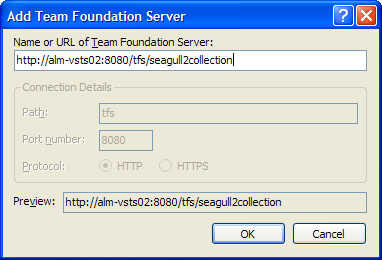 Add Team Foundation Server
Name or URL of Team Foundation Server:
http://alm-vsts02:8080/tfs/seagull2collection
Connection Details
Path: tfs
Port number: 8080
Protocol: HTTP HTTPS
Preview: http://alm-vsts02:8080/tfs/seagull2collection
OK Cancel